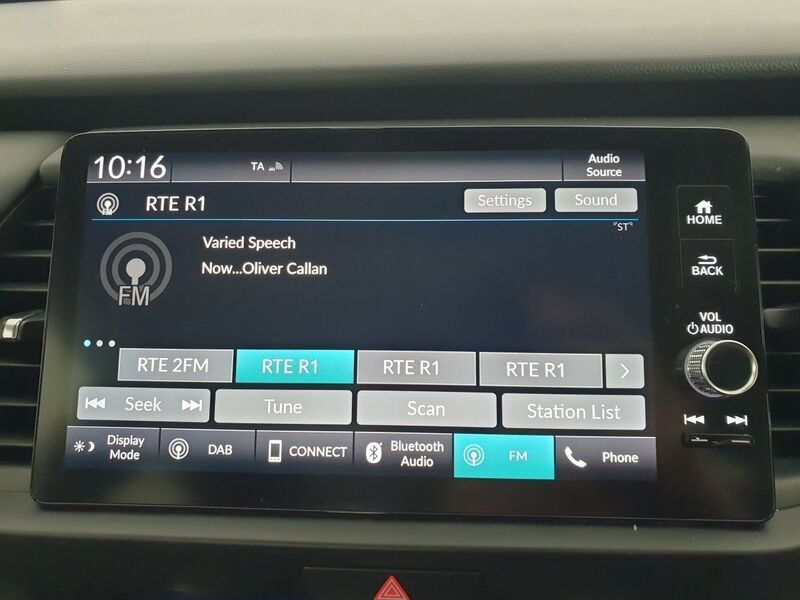 10:16
TA
Audio
Source
FM
RTE R1
Settings
Sound
"ST"
HOME
Varied Speech
Now...Oliver Callan
FM
BACK
VOL
AUDIO
RTE 2FM
RTE R1
RTE R1
RTE R1
Seek
Tune
Scan
Station List
Display
Mode
DAB
CONNECT
Bluetooth
Audio
FM
Phone